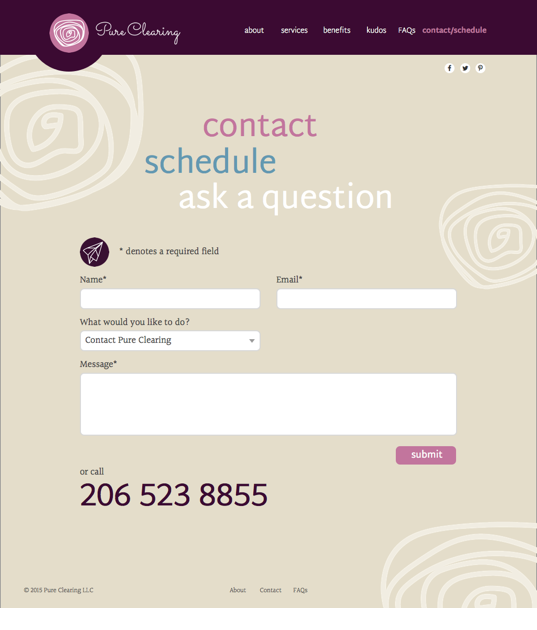 Pure Clearing
about services benefits kudos FAQs contact/schedule
contact
schedule
ask a question
* denotes a required field
Name* Email*
What would you like to do?
Contact Pure Clearing
Message*
submit
or call
206 523 8855
© 2015 Pure Clearing LLC About Contact FAQs